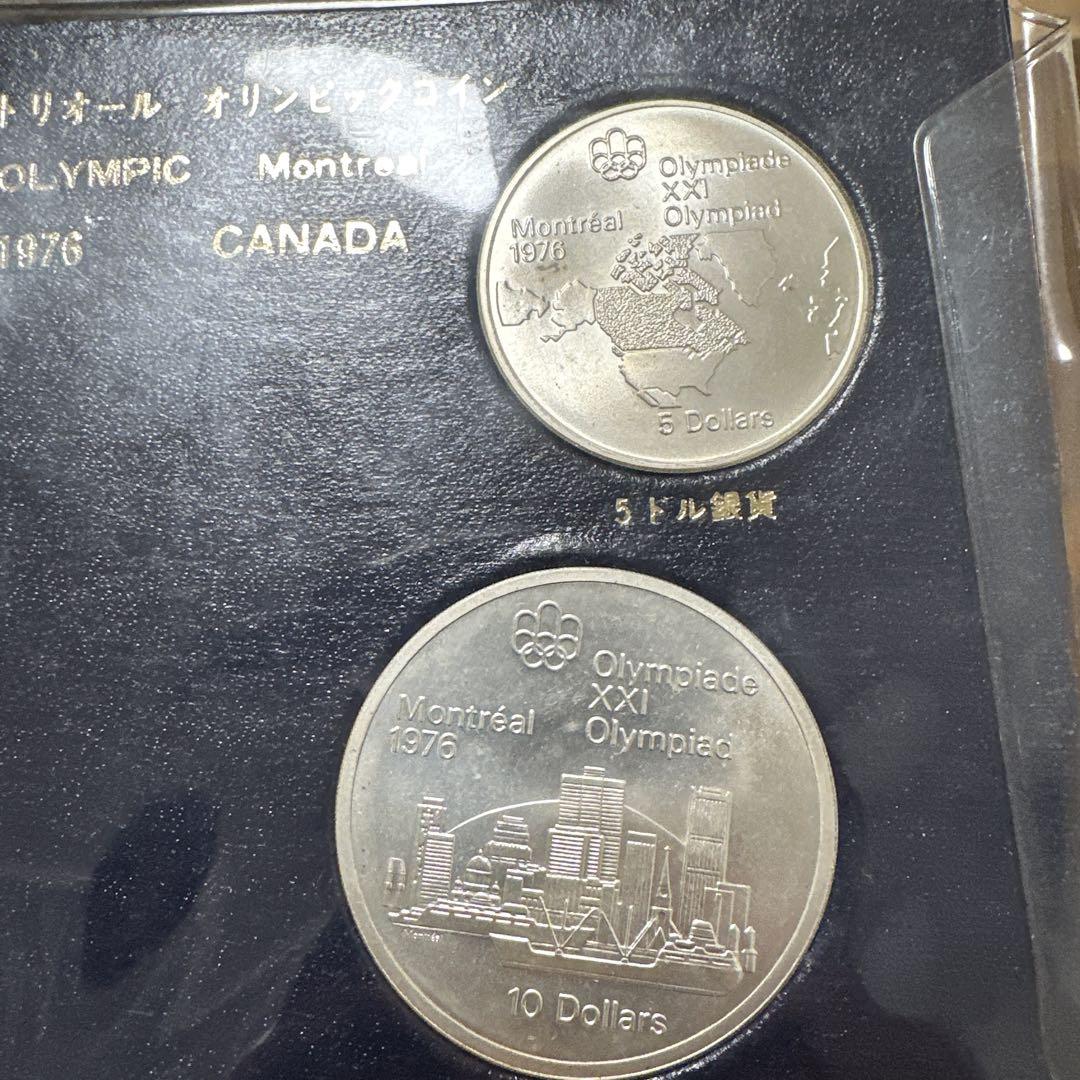 トリオール オリンピックコイン
OLYMPIC Montreal
1976 CANADA
Olympiade
XXI
Olympiad
Montréal
1976
5 Dollars
5ドル銀貨
Olympiade
XXI
Olympiad
Montréal
1976
Montréal
10 Dollars